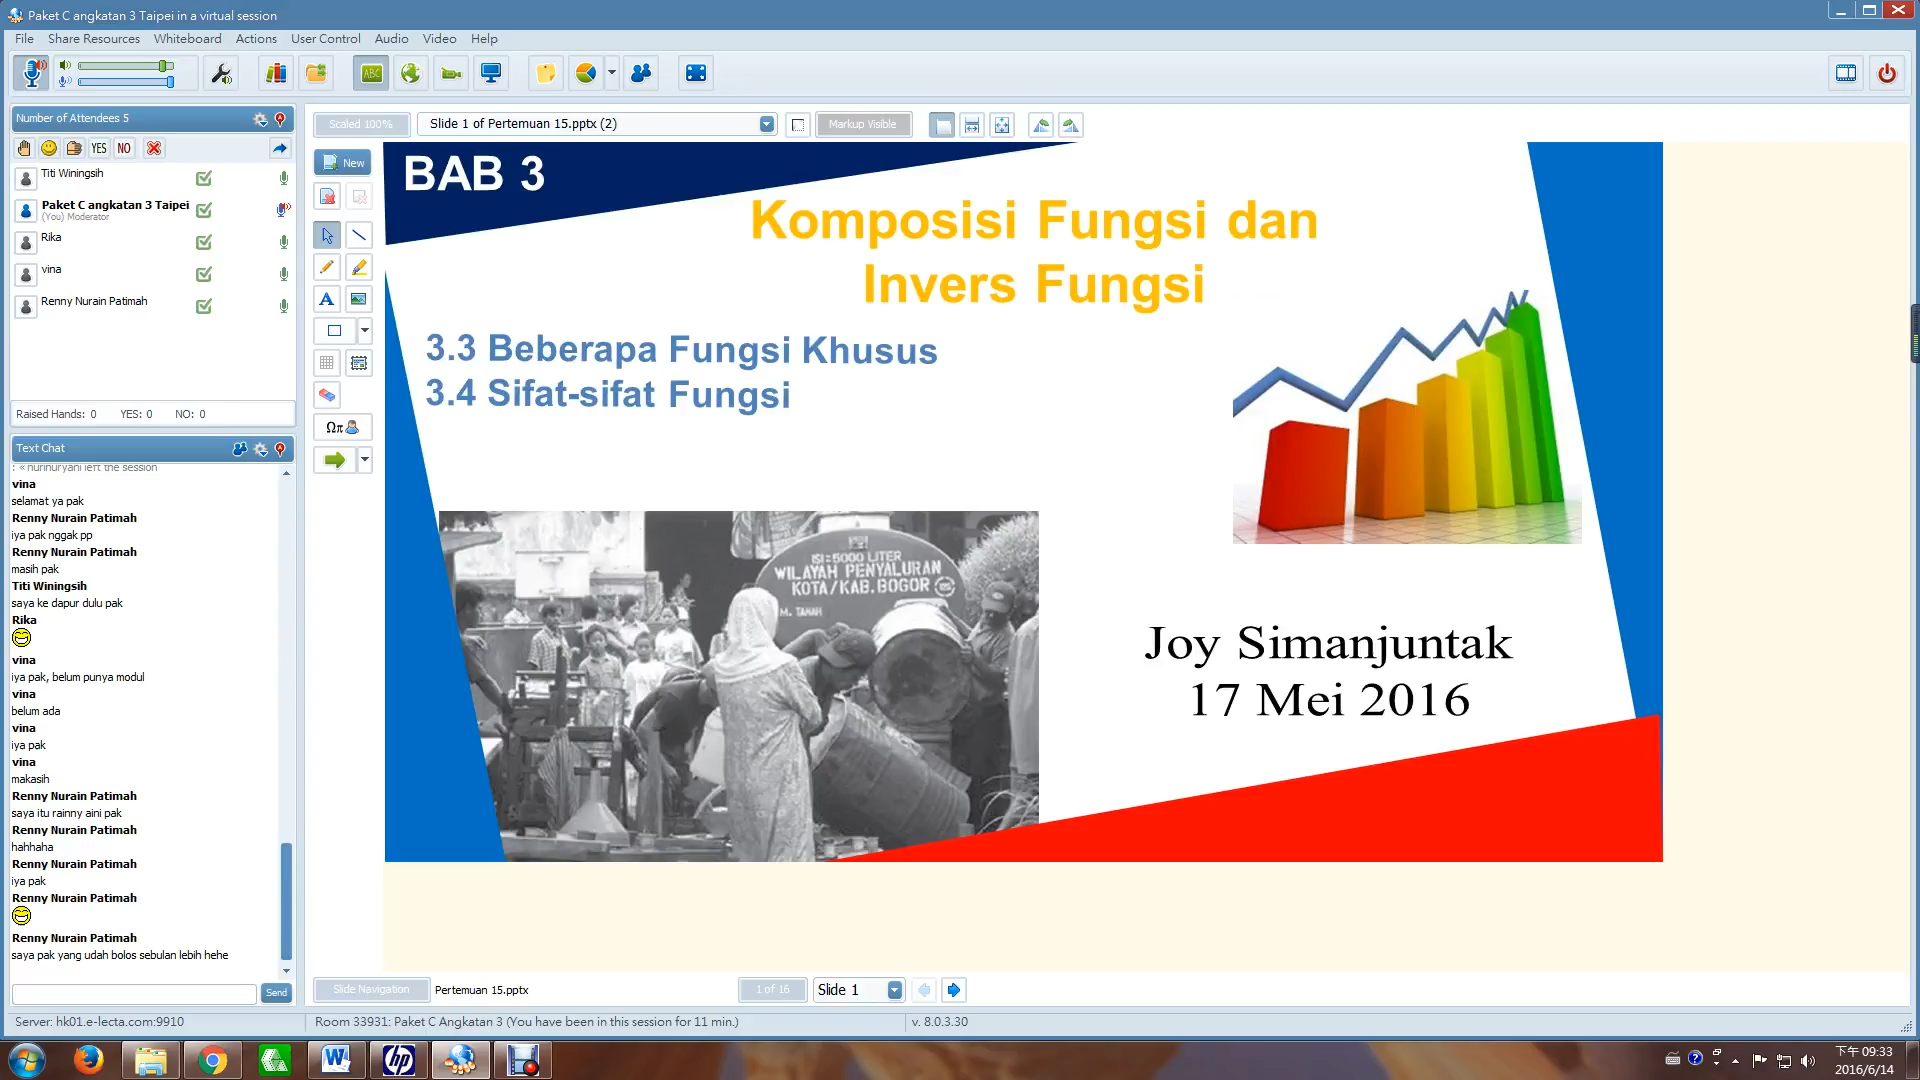 Paket C angkatan 3 Taipei in a virtual session
File Share Resources Whiteboard Actions User Control Audio Video Help
ABC
Number of Attendees 5
YES NO
Titi Winingsih
Paket C angkatan 3 Taipei
(You) Moderator
Rika
vina
Renny Nurain Patimah
Raised Hands: 0 YES: 0 NO: 0
Text Chat
: « nurinuryani left the session
vina
selamat ya pak
Renny Nurain Patimah
iya pak nggak pp
Renny Nurain Patimah
masih pak
Titi Winingsih
saya ke dapur dulu pak
Rika
vina
iya pak, belum punya modul
vina
belum ada
vina
iya pak
vina
makasih
Renny Nurain Patimah
saya itu rainny aini pak
Renny Nurain Patimah
hahhaha
Renny Nurain Patimah
iya pak
Renny Nurain Patimah
Renny Nurain Patimah
saya pak yang udah bolos sebulan lebih hehe
Send
Scaled 100% Slide 1 of Pertemuan 15.pptx (2) Markup Visible
New
A
Ωπ
BAB 3
Komposisi Fungsi dan
Invers Fungsi
3.3 Beberapa Fungsi Khusus
3.4 Sifat-sifat Fungsi
ISI = 5000 LITER
WILAYAH PENYALURAN
KOTA/KAB.BOGOR
M. TANAH
Joy Simanjuntak
17 Mei 2016
Slide Navigation Pertemuan 15.pptx 1 of 16 Slide 1
Server: hk01.e-lecta.com:9910 Room 33931: Paket C Angkatan 3 (You have been in this session for 11 min.) v. 8.0.3.30
W
hp
下午 09:33
2016/6/14